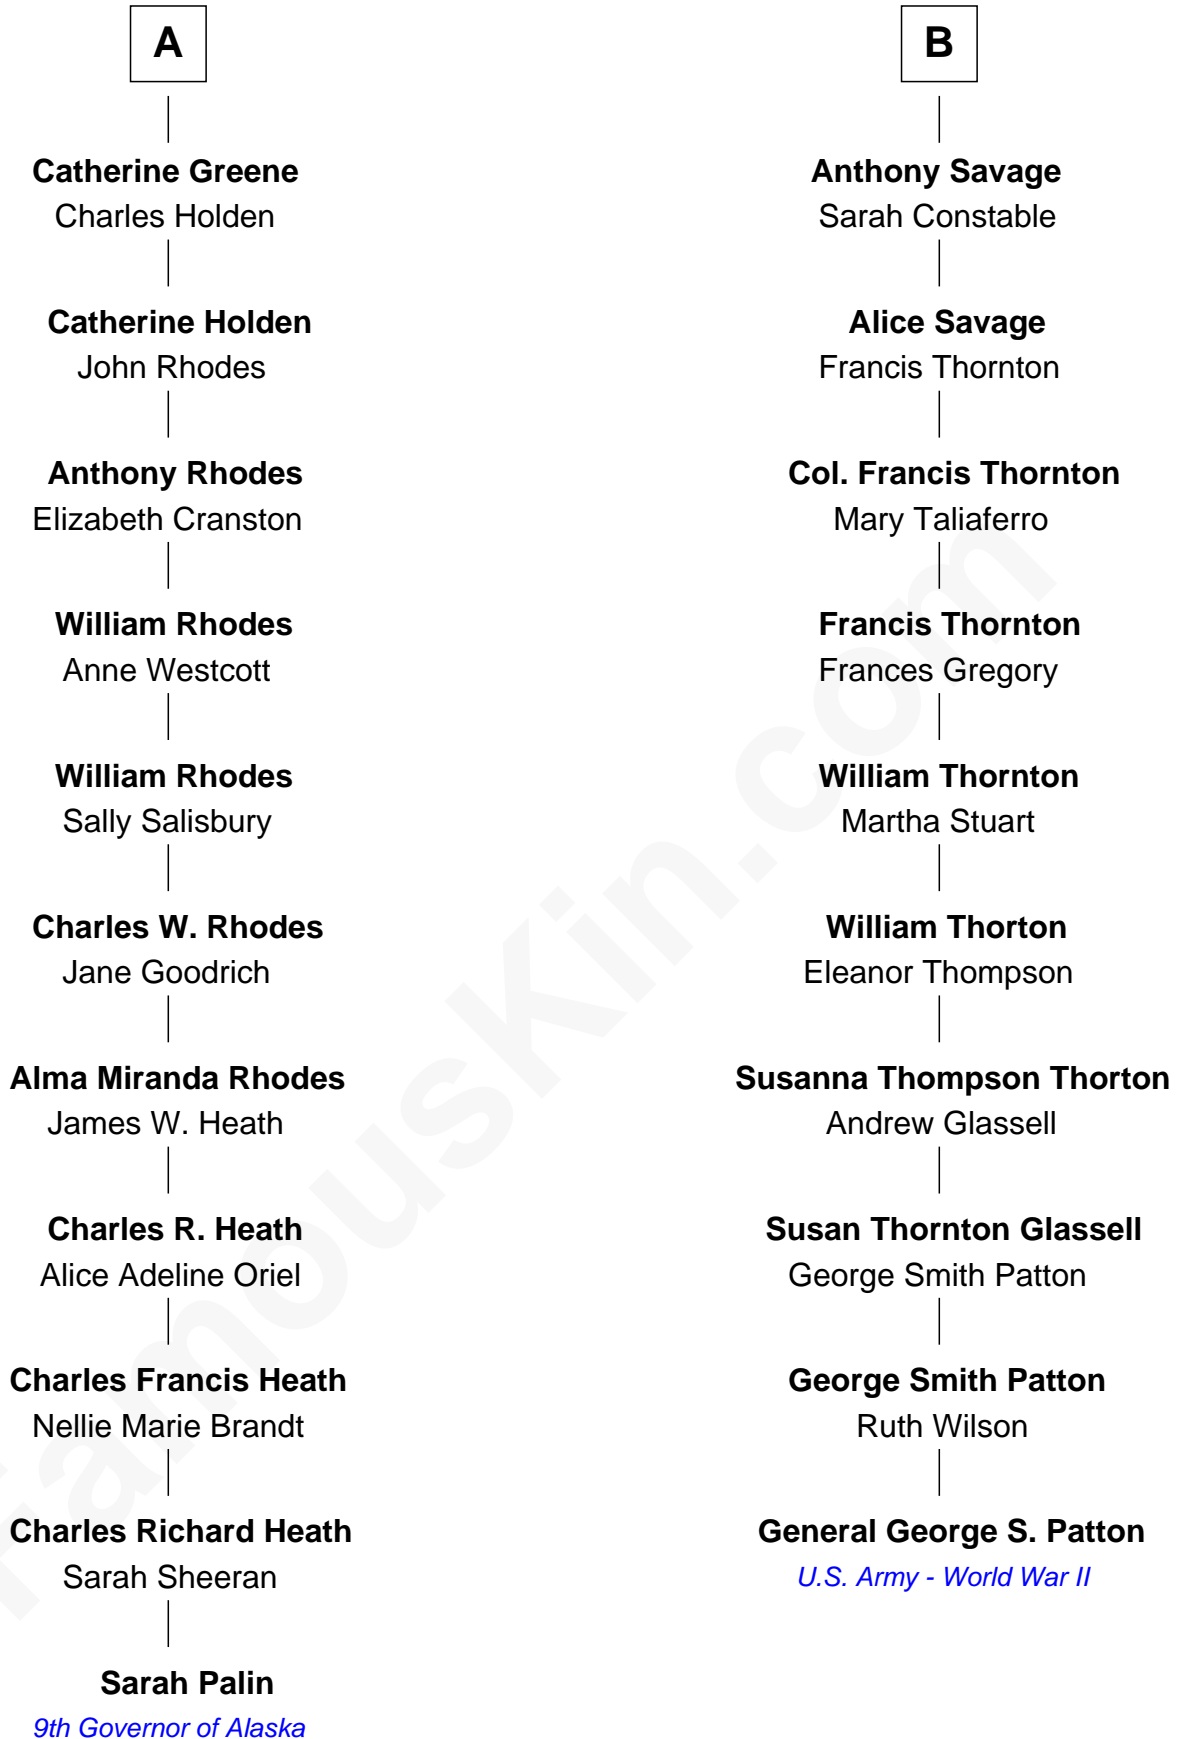 A
Catherine Greene
Charles Holden
Catherine Holden
John Rhodes
Anthony Rhodes
Elizabeth Cranston
William Rhodes
Anne Westcott
William Rhodes
Sally Salisbury
Charles W. Rhodes
Jane Goodrich
Alma Miranda Rhodes
James W. Heath
Charles R. Heath
Alice Adeline Oriel
Charles Francis Heath
Nellie Marie Brandt
Charles Richard Heath
Sarah Sheeran
Sarah Palin
9th Governor of Alaska
B
Anthony Savage
Sarah Constable
Alice Savage
Francis Thornton
Col. Francis Thornton
Mary Taliaferro
Francis Thornton
Frances Gregory
William Thornton
Martha Stuart
William Thorton
Eleanor Thompson
Susanna Thompson Thorton
Andrew Glassell
Susan Thornton Glassell
George Smith Patton
George Smith Patton
Ruth Wilson
General George S. Patton
U.S. Army - World War II
FamousKin.com